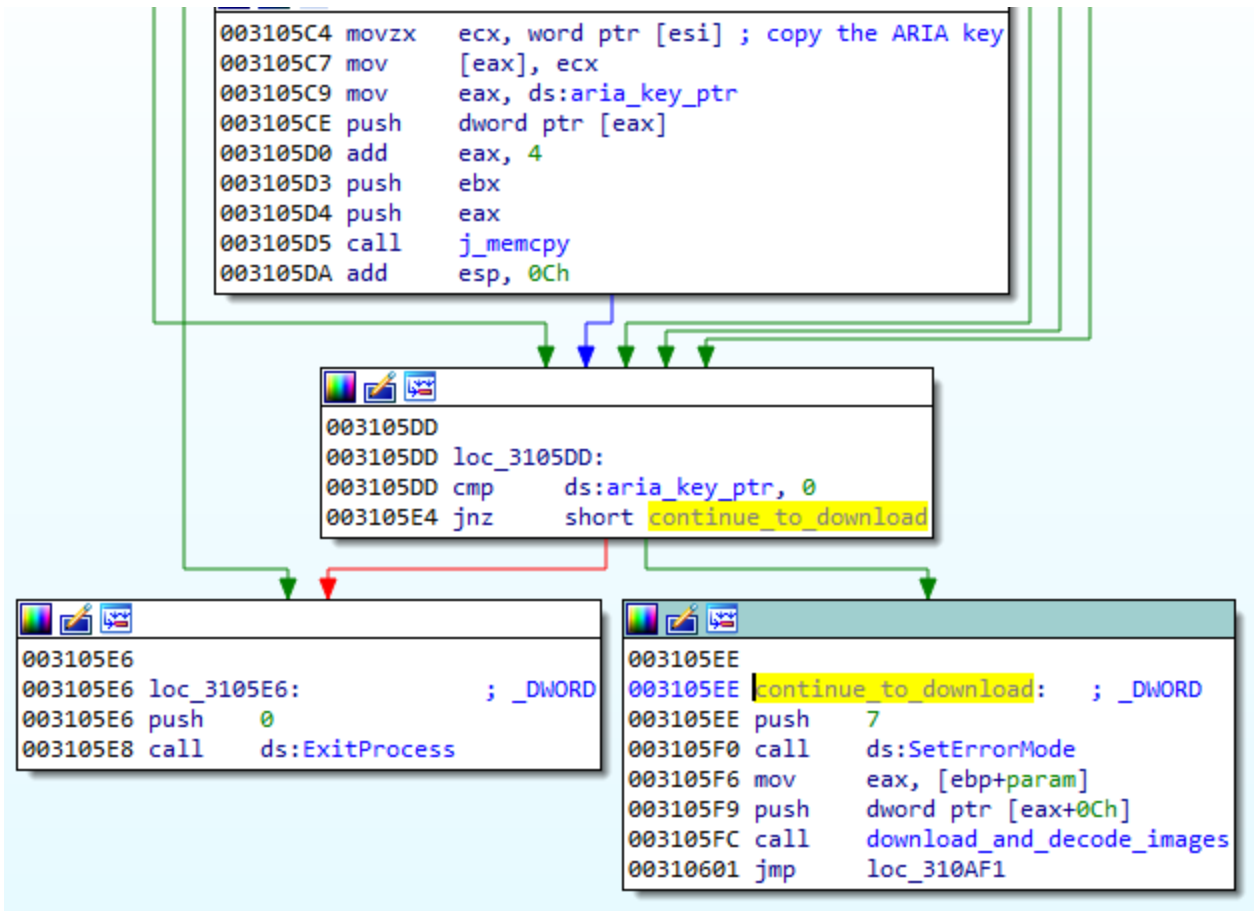 003105C4 movzx ecx, word ptr [esi] ; copy the ARIA key
003105C7 mov [eax], ecx
003105C9 mov eax, ds:aria_key_ptr
003105CE push dword ptr [eax]
003105D0 add eax, 4
003105D3 push ebx
003105D4 push eax
003105D5 call j_memcpy
003105DA add esp, 0Ch
003105DD
003105DD loc_3105DD:
003105DD cmp ds:aria_key_ptr, 0
003105E4 jnz short continue_to_download
003105E6
003105E6 loc_3105E6: ; _DWORD
003105E6 push 0
003105E8 call ds:ExitProcess
003105EE
003105EE continue_to_download: ; _DWORD
003105EE push 7
003105F0 call ds:SetErrorMode
003105F6 mov eax, [ebp+param]
003105F9 push dword ptr [eax+0Ch]
003105FC call download_and_decode_images
00310601 jmp loc_310AF1